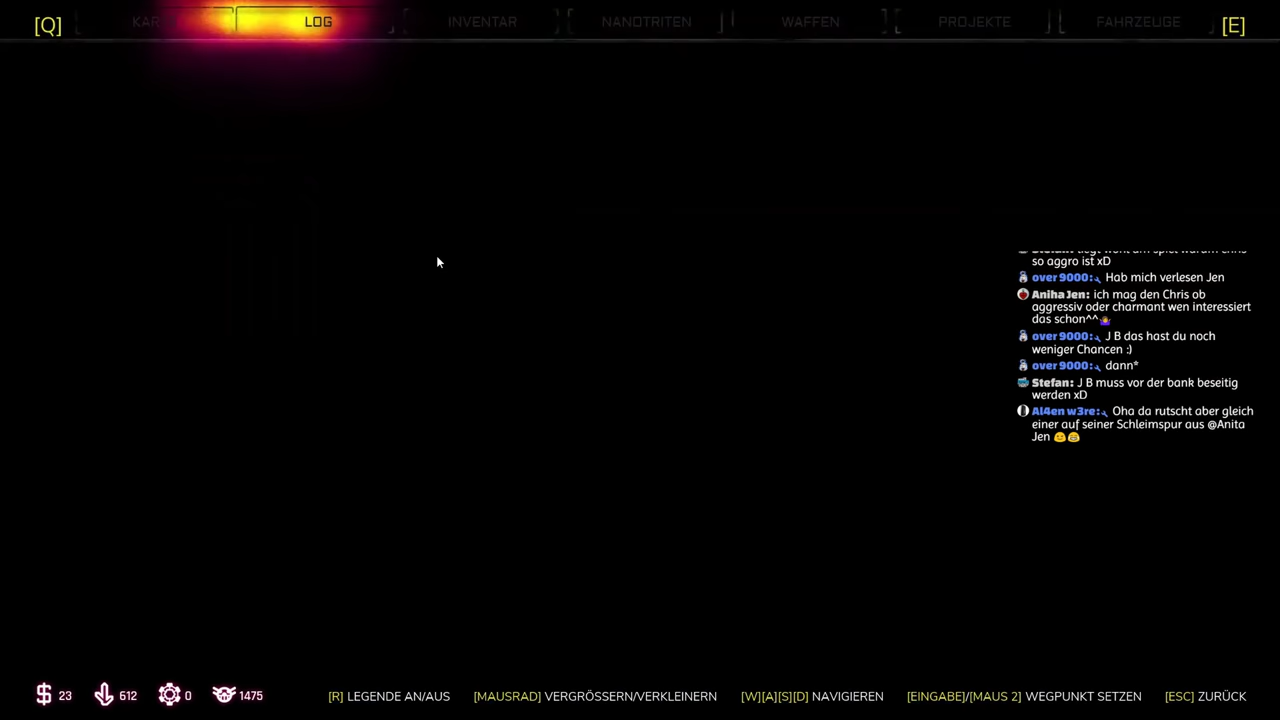 [Q] KAR LOG INVENTAR NANOTRITEN WAFFEN PROJEKTE FAHRZEUGE [E]
so aggro ist xD
over 9000: Hab mich verlesen Jen
Aniha Jen: ich mag den Chris ob
aggressiv oder charmant wen interessiert
das schon^^🤷‍♀️
over 9000: J B das hast du noch
weniger Chancen :)
over 9000: dann*
Stefan: J B muss vor der bank beseitig
werden xD
Al4en w3re: Oha da rutscht aber gleich
einer auf seiner Schleimspur aus @Anita
Jen
23 612 0 1475 [R] LEGENDE AN/AUS [MAUSRAD] VERGRÖSSERN/VERKLEINERN [W][A][S][D] NAVIGIEREN [EINGABE]/[MAUS 2] WEGPUNKT SETZEN [ESC] ZURÜCK